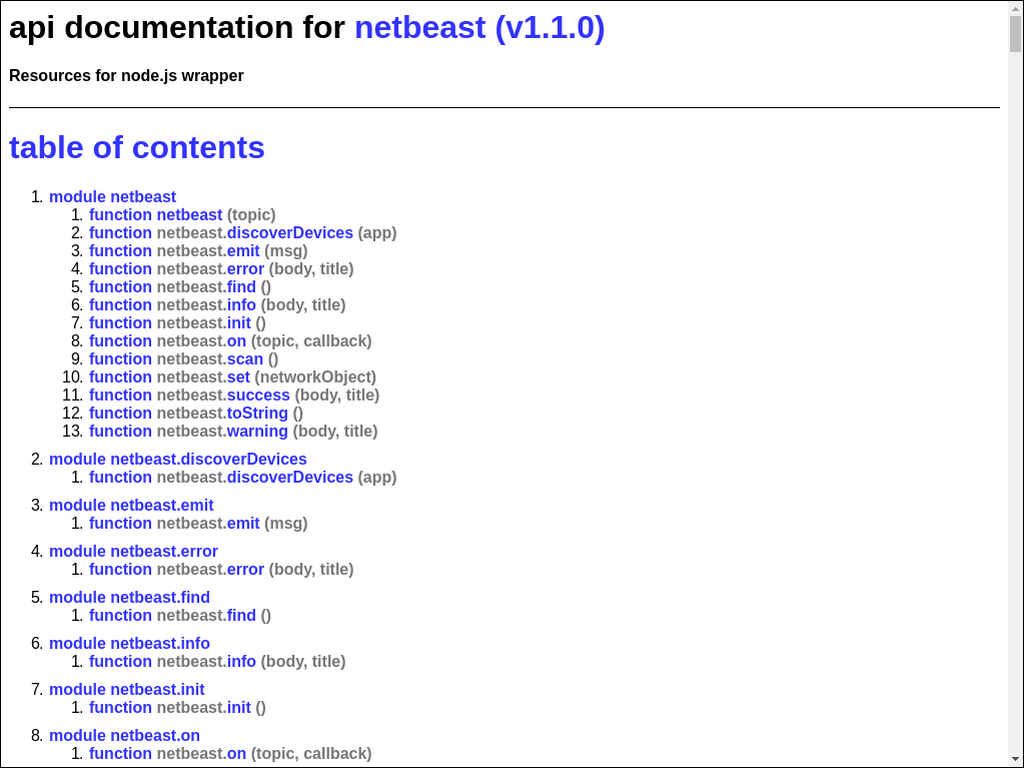 api documentation for netbeast (v1.1.0)
Resources for node.js wrapper
table of contents
1. module netbeast
1. function netbeast (topic)
2. function netbeast.discoverDevices (app)
3. function netbeast.emit (msg)
4. function netbeast.error (body, title)
5. function netbeast.find ()
6. function netbeast.info (body, title)
7. function netbeast.init ()
8. function netbeast.on (topic, callback)
9. function netbeast.scan ()
10. function netbeast.set (networkObject)
11. function netbeast.success (body, title)
12. function netbeast.toString ()
13. function netbeast.warning (body, title)
2. module netbeast.discoverDevices
1. function netbeast.discoverDevices (app)
3. module netbeast.emit
1. function netbeast.emit (msg)
4. module netbeast.error
1. function netbeast.error (body, title)
5. module netbeast.find
1. function netbeast.find ()
6. module netbeast.info
1. function netbeast.info (body, title)
7. module netbeast.init
1. function netbeast.init ()
8. module netbeast.on
1. function netbeast.on (topic, callback)